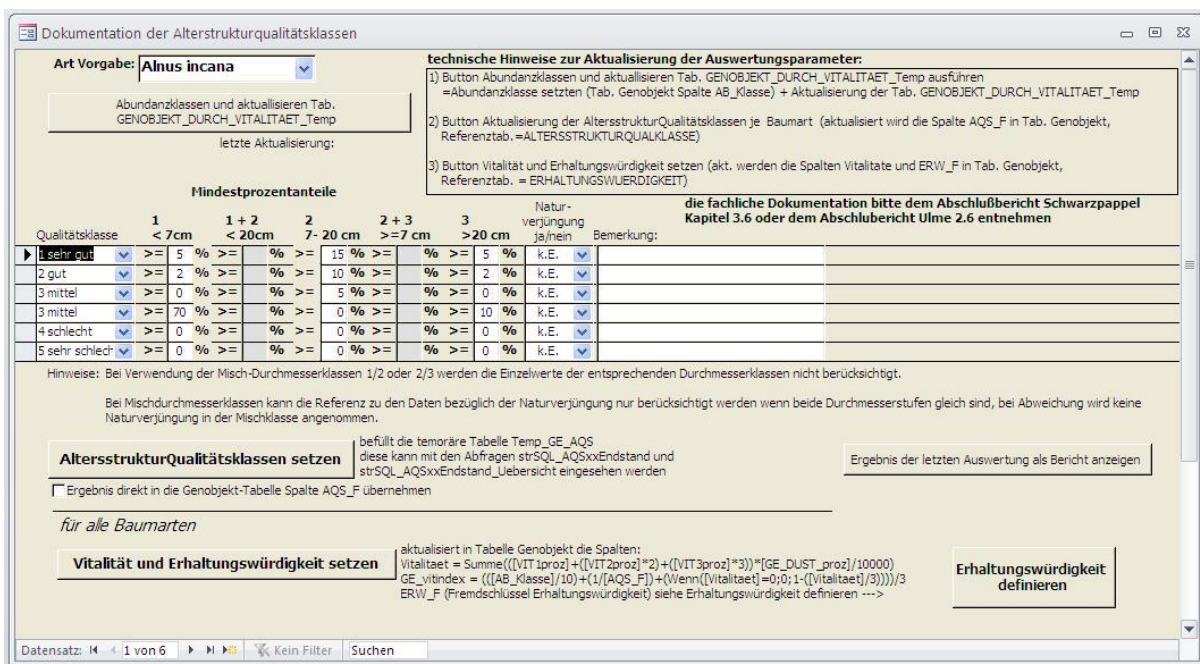 Dokumentation der Alterstrukturqualitätsklassen
Art Vorgabe: Alnus incana
Abundanzklassen und aktuallisieren Tab.
GENOBJEKT_DURCH_VITALITAET_Temp
letzte Aktualisierung:
technische Hinweise zur Aktualisierung der Auswertungsparameter:
1) Button Abundanzklassen und aktuallisieren Tab. GENOBJEKT_DURCH_VITALITAET_Temp ausführen
=Abundanzklasse setzten (Tab. Genobjekt Spalte AB_Klasse) + Aktualisierung der Tab. GENOBJEKT_DURCH_VITALITAET_Temp
2) Button Aktualisierung der AltersstrukturQualitätsklassen je Baumart (aktualisiert wird die Spalte AQS_F in Tab. Genobjekt,
Referenztab.=ALTERSSTRUKTURQUALKLASSE)
3) Button Vitalität und Erhaltungswürdigkeit setzen (akt. werden die Spalten Vitalitate und ERW_F in Tab. Genobjekt,
Referenztab. = ERHALTUNGSWUERDIGKEIT)
die fachliche Dokumentation bitte dem Abschlußbericht Schwarzpappel
Kapitel 3.6 oder dem Abschlubericht Ulme 2.6 entnehmen
Mindestprozentanteile
Qualitätsklasse 1 < 7cm 1 + 2 < 20cm 2 7- 20 cm 2 + 3 >=7 cm 3 >20 cm Natur-verjüngung ja/nein Bemerkung:
1 sehr gut >= 5 % >= % >= 15 % >= % >= 5 % k.E.
2 gut >= 2 % >= % >= 10 % >= % >= 2 % k.E.
3 mittel >= 0 % >= % >= 5 % >= % >= 0 % k.E.
3 mittel >= 70 % >= % >= 0 % >= % >= 10 % k.E.
4 schlecht >= 0 % >= % >= 0 % >= % >= 0 % k.E.
5 sehr schlech >= 0 % >= % >= 0 % >= % >= 0 % k.E.
Hinweise: Bei Verwendung der Misch-Durchmesserklassen 1/2 oder 2/3 werden die Einzelwerte der entsprechenden Durchmesserklassen nicht berücksichtigt.
Bei Mischdurchmesserklassen kann die Referenz zu den Daten bezüglich der Naturverjüngung nur berücksichtigt werden wenn beide Durchmesserstufen gleich sind, bei Abweichung wird keine
Naturverjüngung in der Mischklasse angenommen.
AltersstrukturQualitätsklassen setzen
befüllt die temoräre Tabelle Temp_GE_AQS
diese kann mit den Abfragen strSQL_AQSxxEndstand und
strSQL_AQSxxEndstand_Uebersicht eingesehen werden
Ergebnis der letzten Auswertung als Bericht anzeigen
Ergebnis direkt in die Genobjekt-Tabelle Spalte AQS_F übernehmen
für alle Baumarten
Vitalität und Erhaltungswürdigkeit setzen
aktualisiert in Tabelle Genobjekt die Spalten:
Vitalitaet = Summe(([VIT1proz]+([VIT2proz]*2)+([VIT3proz]*3))*[GE_DUST_proz]/10000)
GE_vitindex = (([AB_Klasse]/10)+(1/[AQS_F])+(Wenn([Vitalitaet]=0;0;1-([Vitalitaet]/3))))/3
ERW_F (Fremdschlüssel Erhaltungswürdigkeit) siehe Erhaltungswürdigkeit definieren --->
Erhaltungswürdigkeit
definieren
Datensatz: 1 von 6 Kein Filter Suchen